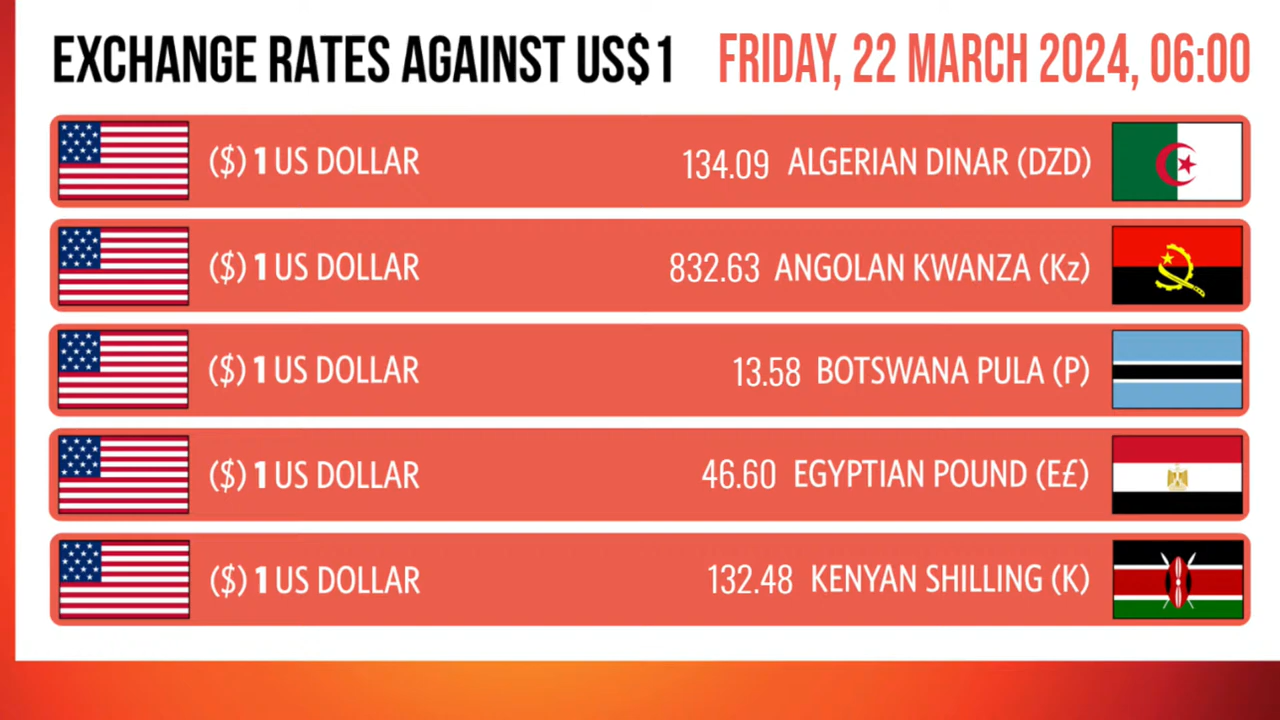 EXCHANGE RATES AGAINST US$1 FRIDAY, 22 MARCH 2024, 06:00
($) 1 US DOLLAR 134.09 ALGERIAN DINAR (DZD)
($) 1 US DOLLAR 832.63 ANGOLAN KWANZA (Kz)
($) 1 US DOLLAR 13.58 BOTSWANA PULA (P)
($) 1 US DOLLAR 46.60 EGYPTIAN POUND (E£)
($) 1 US DOLLAR 132.48 KENYAN SHILLING (K)